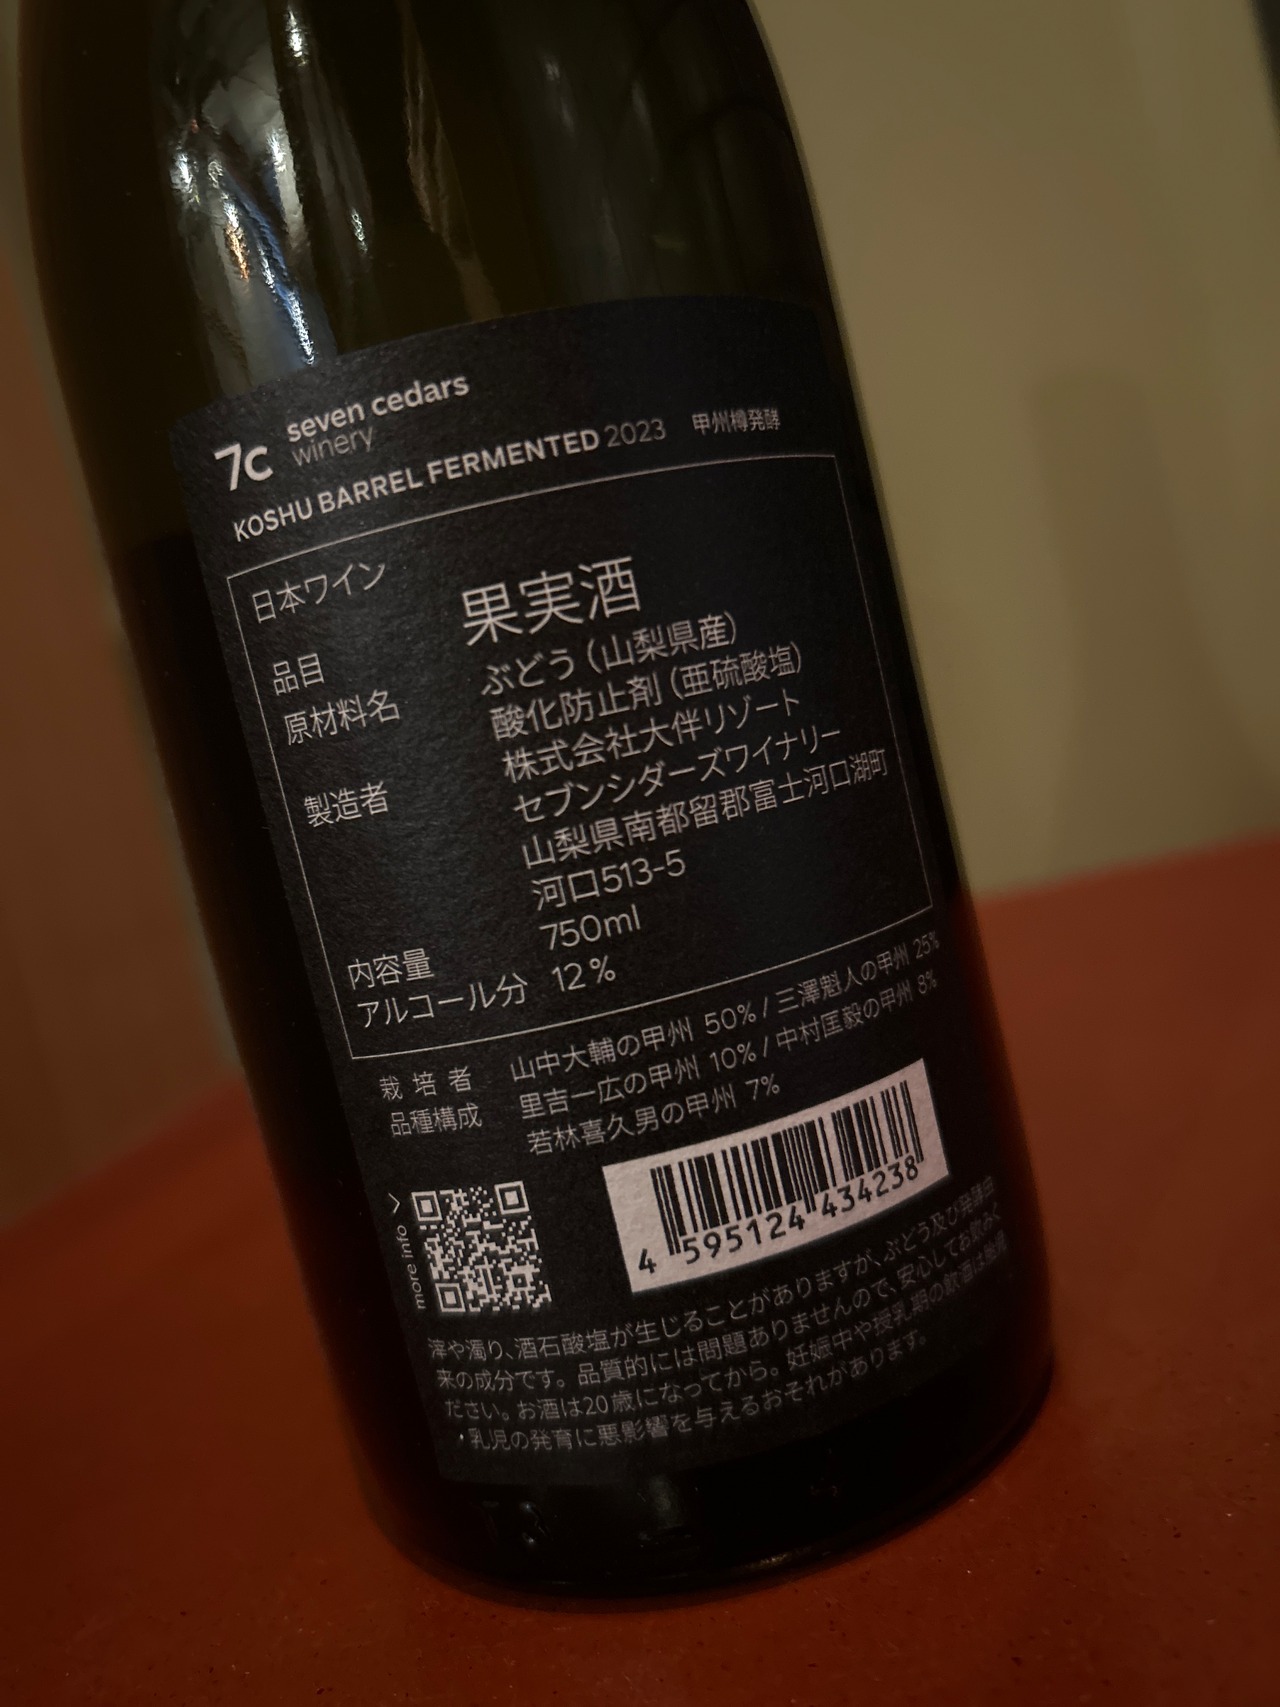 7c seven cedars
winery
KOSHU BARREL FERMENTED 2023 甲州樽発酵
日本ワイン
品目 果実酒
原材料名 ぶどう（山梨県産）
酸化防止剤（亜硫酸塩）
製造者 株式会社大伴リゾート
セブンシダーズワイナリー
山梨県南都留郡富士河口湖町
河口513-5
内容量 750ml
アルコール分 12%
栽培者 山中大輔の甲州 50% / 三澤魁人の甲州 25%
品種構成 里吉一広の甲州 10% / 中村匡毅の甲州 8%
若林喜久男の甲州 7%
more info >
4 595124 434238
滓や濁り、酒石酸塩が生じることがありますが、ぶどう及び発酵由
来の成分です。品質的には問題ありませんので、安心してお飲みく
ださい。お酒は20歳になってから。妊娠中や授乳期の飲酒は胎児
・乳児の発育に悪影響を与えるおそれがあります。